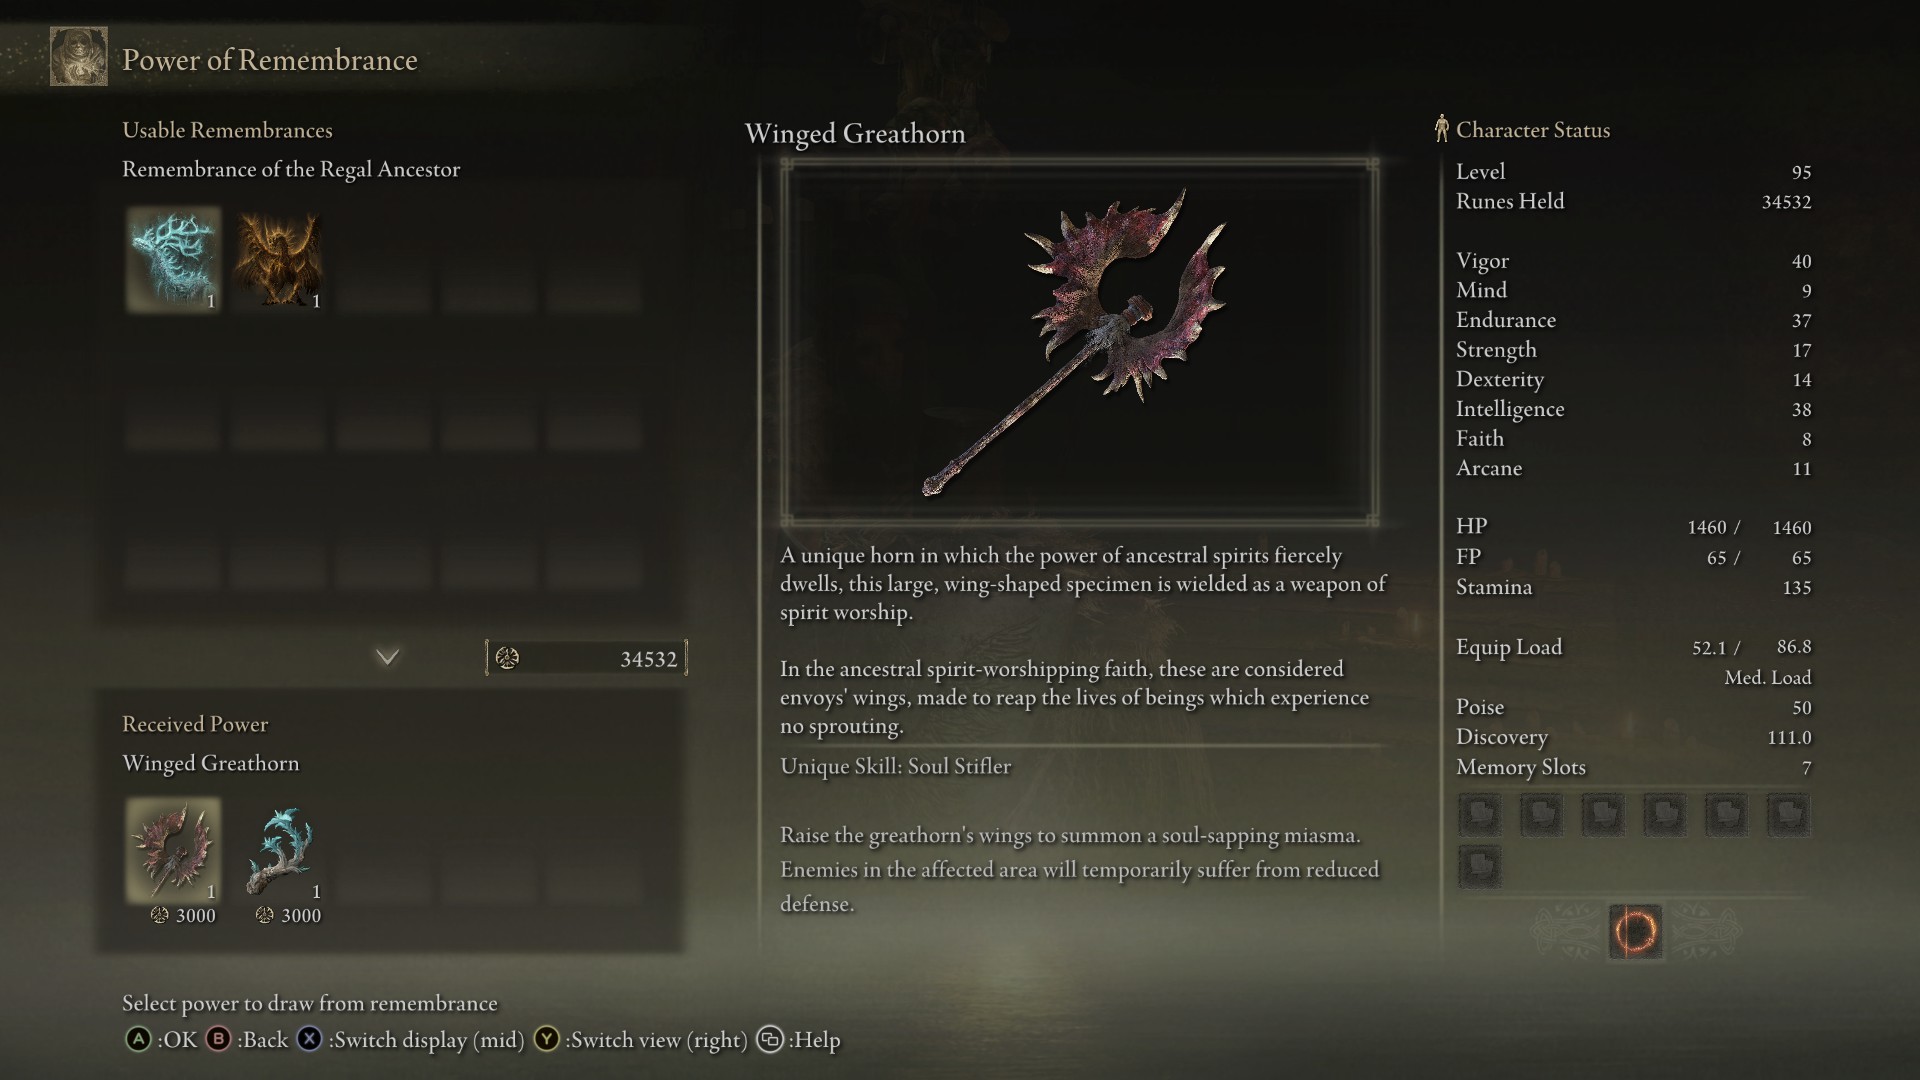 Power of Remembrance
Usable Remembrances
Remembrance of the Regal Ancestor
1
1
34532
Received Power
Winged Greathorn
1
1
3000
3000
Winged Greathorn
A unique horn in which the power of ancestral spirits fiercely
dwells, this large, wing-shaped specimen is wielded as a weapon of
spirit worship.
In the ancestral spirit-worshipping faith, these are considered
envoys' wings, made to reap the lives of beings which experience
no sprouting.
Unique Skill: Soul Stifler
Raise the greathorn's wings to summon a soul-sapping miasma.
Enemies in the affected area will temporarily suffer from reduced
defense.
Character Status
Level 95
Runes Held 34532
Vigor 40
Mind 9
Endurance 37
Strength 17
Dexterity 14
Intelligence 38
Faith 8
Arcane 11
HP 1460 / 1460
FP 65 / 65
Stamina 135
Equip Load 52.1 / 86.8
Med. Load
Poise 50
Discovery 111.0
Memory Slots 7
Select power to draw from remembrance
A :OK B :Back X :Switch display (mid) Y :Switch view (right) :Help